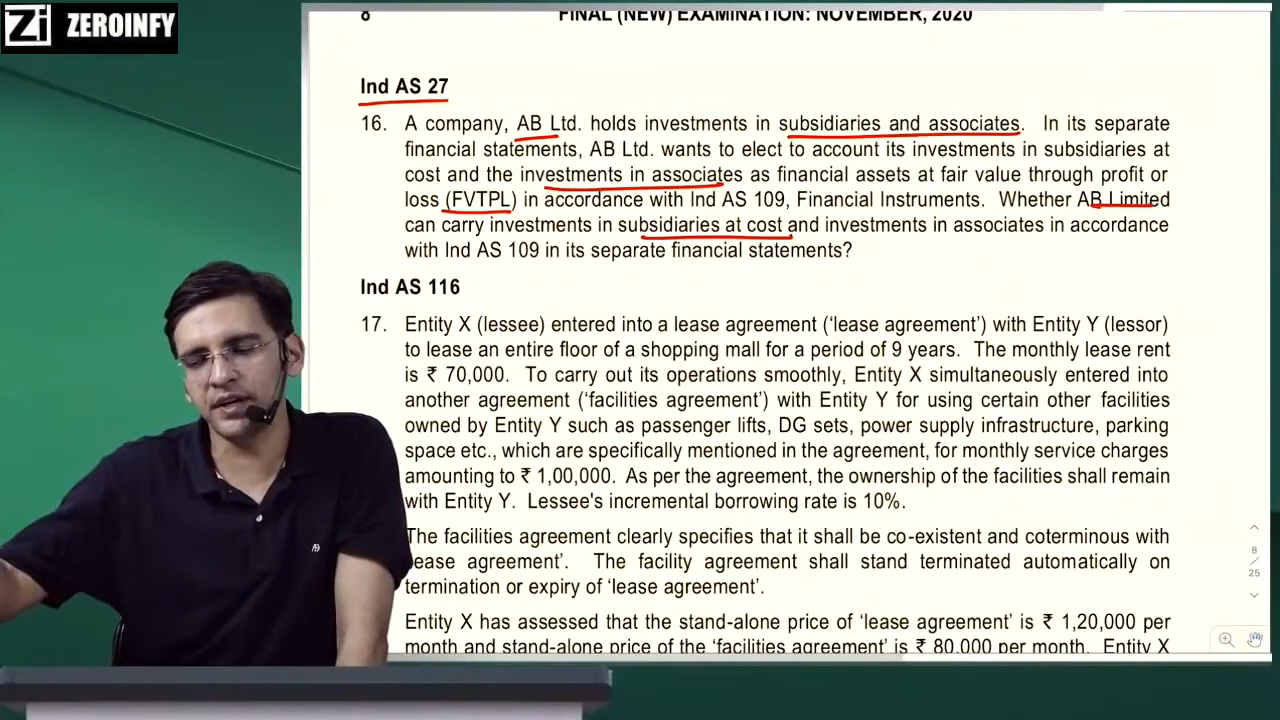 Zi ZEROINFY
8 FINAL (NEW) EXAMINATION: NOVEMBER, 2020
Ind AS 27
16. A company, AB Ltd. holds investments in subsidiaries and associates. In its separate
financial statements, AB Ltd. wants to elect to account its investments in subsidiaries at
cost and the investments in associates as financial assets at fair value through profit or
loss (FVTPL) in accordance with Ind AS 109, Financial Instruments. Whether AB Limited
can carry investments in subsidiaries at cost and investments in associates in accordance
with Ind AS 109 in its separate financial statements?
Ind AS 116
17. Entity X (lessee) entered into a lease agreement (‘lease agreement’) with Entity Y (lessor)
to lease an entire floor of a shopping mall for a period of 9 years. The monthly lease rent
is ₹ 70,000. To carry out its operations smoothly, Entity X simultaneously entered into
another agreement (‘facilities agreement’) with Entity Y for using certain other facilities
owned by Entity Y such as passenger lifts, DG sets, power supply infrastructure, parking
space etc., which are specifically mentioned in the agreement, for monthly service charges
amounting to ₹ 1,00,000. As per the agreement, the ownership of the facilities shall remain
with Entity Y. Lessee's incremental borrowing rate is 10%.
The facilities agreement clearly specifies that it shall be co-existent and coterminous with
lease agreement’. The facility agreement shall stand terminated automatically on
termination or expiry of ‘lease agreement’.
Entity X has assessed that the stand-alone price of ‘lease agreement’ is ₹ 1,20,000 per
month and stand-alone price of the ‘facilities agreement’ is ₹ 80,000 per month. Entity X
8
/
25